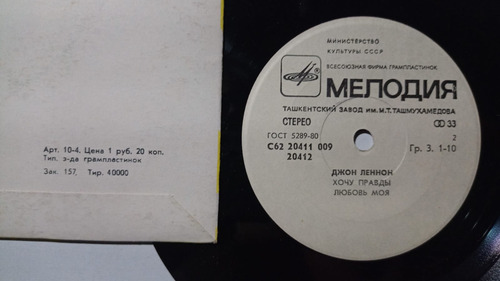 Арт. 10-4. Цена 1 руб. 20 коп.
Тип. з-да грампластинок
Зак. 157. Тир. 40000
МИНИСТЕРСТВО
КУЛЬТУРЫ СССР
ВСЕСОЮЗНАЯ ФИРМА ГРАМПЛАСТИНОК
МЕЛОДИЯ
ТАШКЕНТСКИЙ ЗАВОД ИМ. М.Т. ТАШМУХАМЕДОВА
СТЕРЕО 33
ГОСТ 5289-80 2
С62 20411 009 Гр. 3. 1-10
20412
ДЖОН ЛЕННОН
ХОЧУ ПРАВДЫ
ЛЮБОВЬ МОЯ